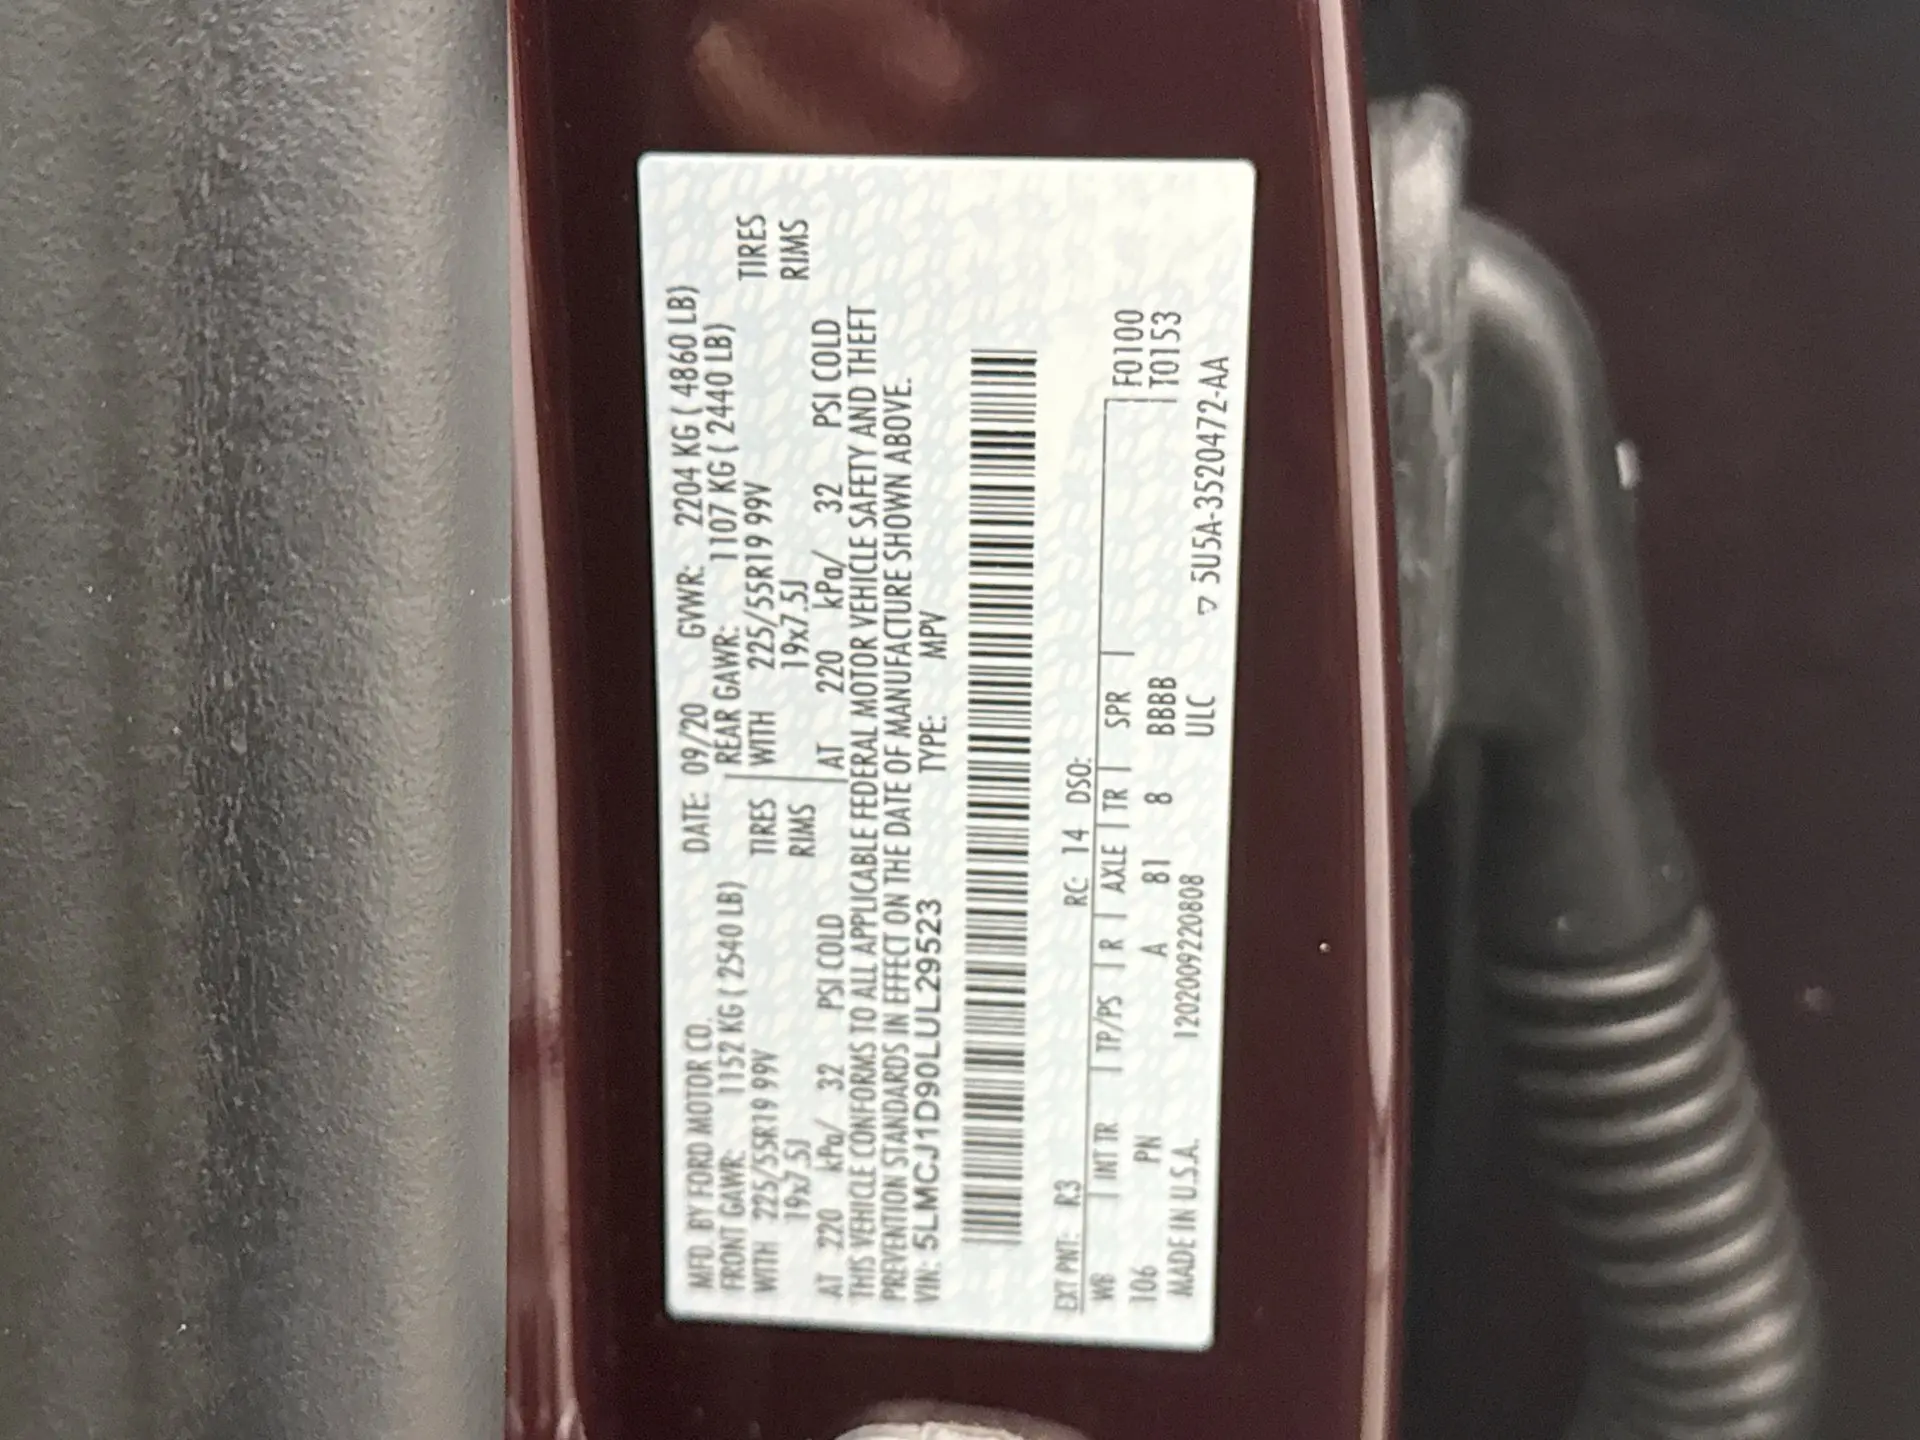 MFD. BY FORD MOTOR CO. DATE: 09/20 GVWR: 2204 KG ( 4860 LB)
FRONT GAWR: 1152 KG ( 2540 LB) REAR GAWR: 1107 KG ( 2440 LB)
WITH 225/55R19 99V TIRES WITH 225/55R19 99V TIRES
19x7.5J RIMS 19x7.5J RIMS
AT 220 kPa/ 32 PSI COLD AT 220 kPa/ 32 PSI COLD
THIS VEHICLE CONFORMS TO ALL APPLICABLE FEDERAL MOTOR VEHICLE SAFETY AND THEFT
PREVENTION STANDARDS IN EFFECT ON THE DATE OF MANUFACTURE SHOWN ABOVE.
VIN: 5LMCJ1D90LUL29523 TYPE: MPV
EXT PNT: R3 RC: 14 DSO:
WB INT TR TP/PS R AXLE TR SPR F0100
106 PN A 81 8 BBBB T0153
MADE IN U.S.A. 1202009220808 ULC ▽ 5U5A-3520472-AA